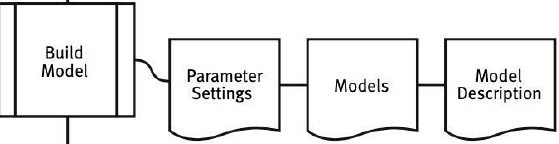 Build
Model
Parameter
Settings
Models
Model
Description